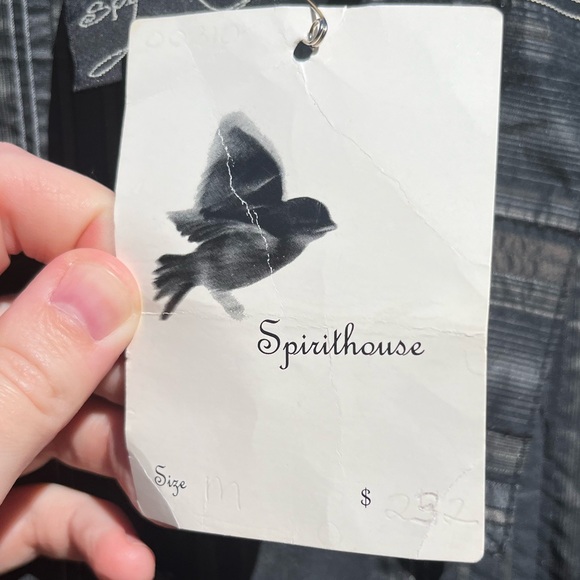 Spirithouse
Size m
$ 232